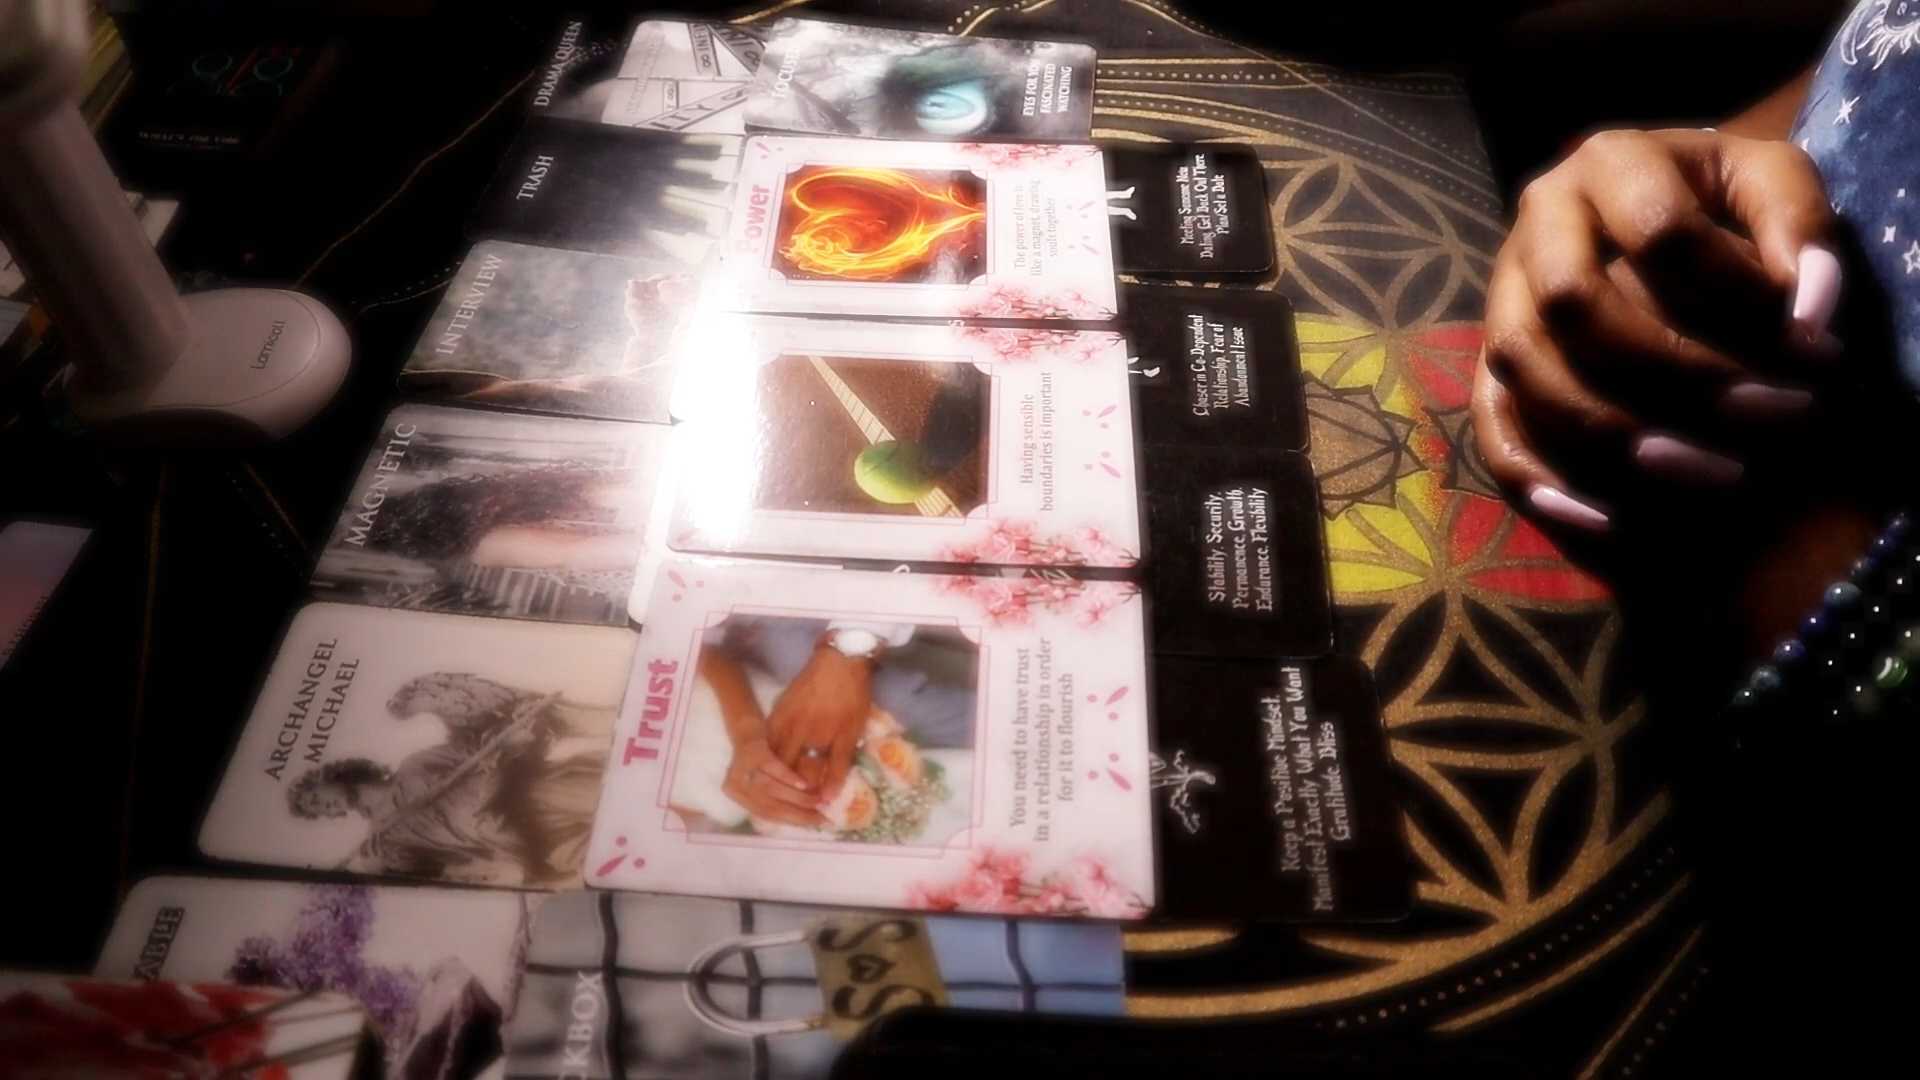 DRAMA QUEEN
FOCUSED
EYES FOR YOU
FASCINATED
WATCHING
TRASH
Power
The power of love is
like a magnet, drawing
souls together
Meeting Someone New
Dating Get Back Out There
Plan/Set a Date
INTERVIEW
Having sensible
boundaries is important
Chaser in Co-Dependent
Relationship, Fear of
Abandonment Issue
MAGNETIC
Stability, Security,
Permanence, Growth,
Endurance, Flexibility
ARCHANGEL
MICHAEL
Trust
You need to have trust
in a relationship in order
for it to flourish
Keep a Positive Mindset,
Manifest Exactly What You Want
Gratitude, Bliss
S S
Lamicall